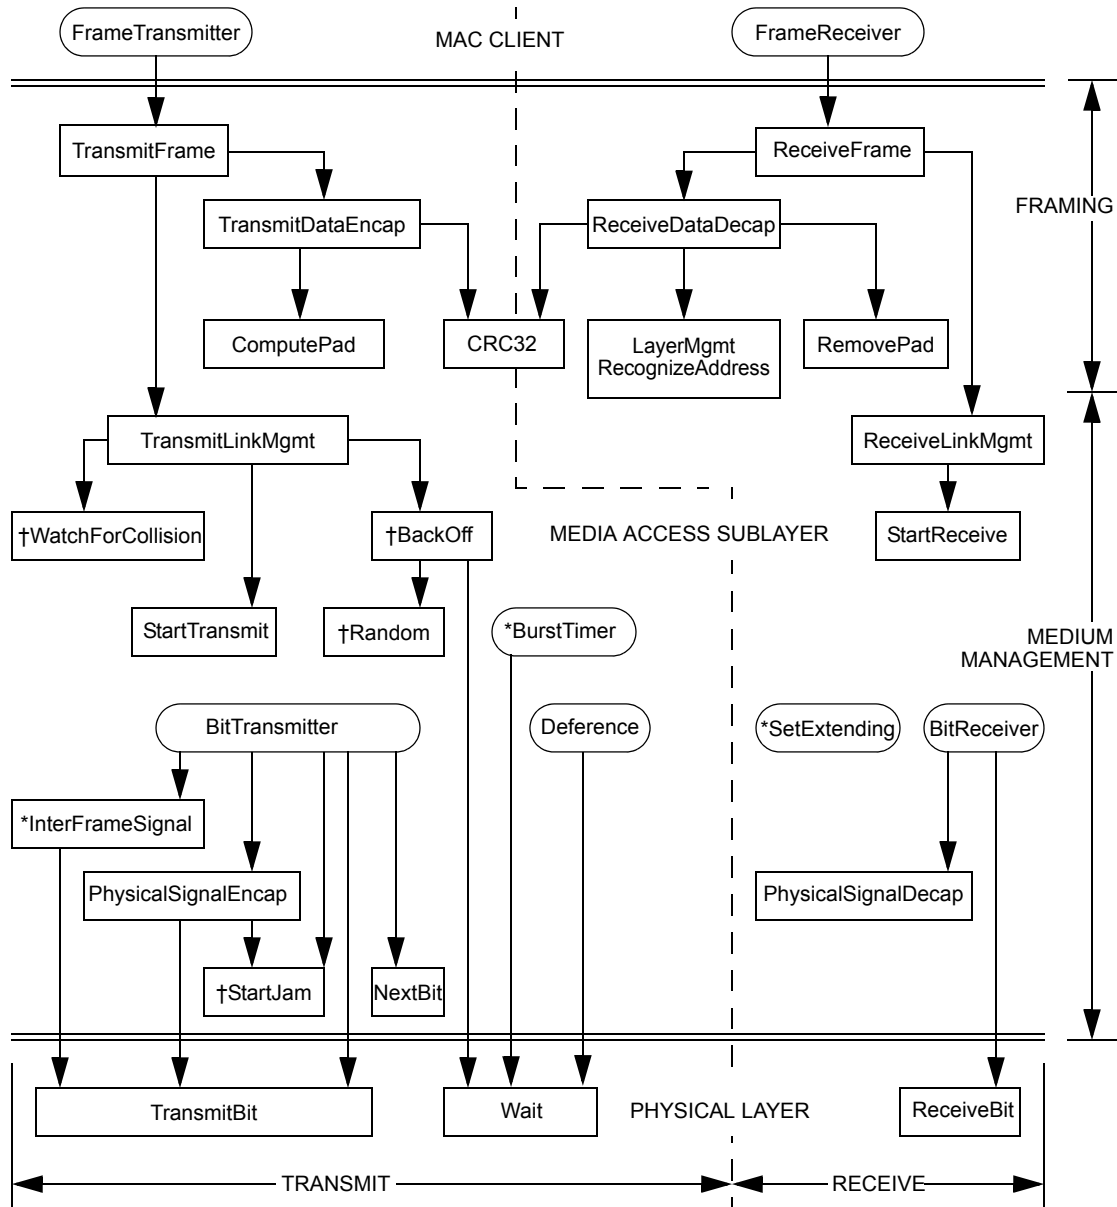 FrameTransmitter
MAC CLIENT
FrameReceiver
TransmitFrame
ReceiveFrame
TransmitDataEncap
ReceiveDataDecap
FRAMING
ComputePad
CRC32
LayerMgmt
RecognizeAddress
RemovePad
TransmitLinkMgmt
ReceiveLinkMgmt
†WatchForCollision
†BackOff
MEDIA ACCESS SUBLAYER
StartReceive
StartTransmit
†Random
*BurstTimer
MEDIUM
MANAGEMENT
BitTransmitter
Deference
*SetExtending
BitReceiver
*InterFrameSignal
PhysicalSignalEncap
PhysicalSignalDecap
†StartJam
NextBit
TransmitBit
Wait
PHYSICAL LAYER
ReceiveBit
TRANSMIT
RECEIVE